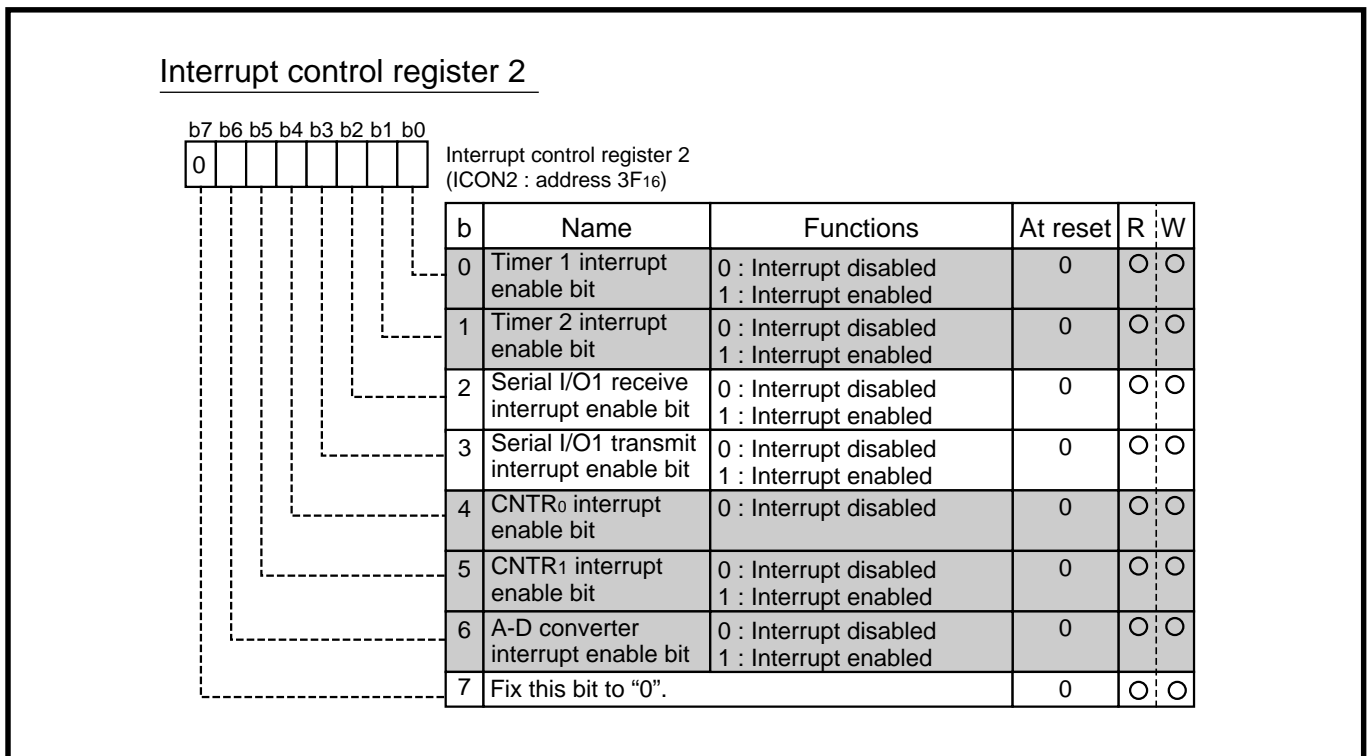 Interrupt control register 2
b7 b6 b5 b4 b3 b2 b1 b0
0
Interrupt control register 2
(ICON2 : address 3F16)
b Name Functions At reset R W
0 Timer 1 interrupt enable bit 0 : Interrupt disabled 0 ○ ○
1 : Interrupt enabled
1 Timer 2 interrupt enable bit 0 : Interrupt disabled 0 ○ ○
1 : Interrupt enabled
2 Serial I/O1 receive interrupt enable bit 0 : Interrupt disabled 0 ○ ○
1 : Interrupt enabled
3 Serial I/O1 transmit interrupt enable bit 0 : Interrupt disabled 0 ○ ○
1 : Interrupt enabled
4 CNTR0 interrupt enable bit 0 : Interrupt disabled 0 ○ ○
5 CNTR1 interrupt enable bit 0 : Interrupt disabled 0 ○ ○
1 : Interrupt enabled
6 A-D converter interrupt enable bit 0 : Interrupt disabled 0 ○ ○
1 : Interrupt enabled
7 Fix this bit to “0”. 0 ○ ○